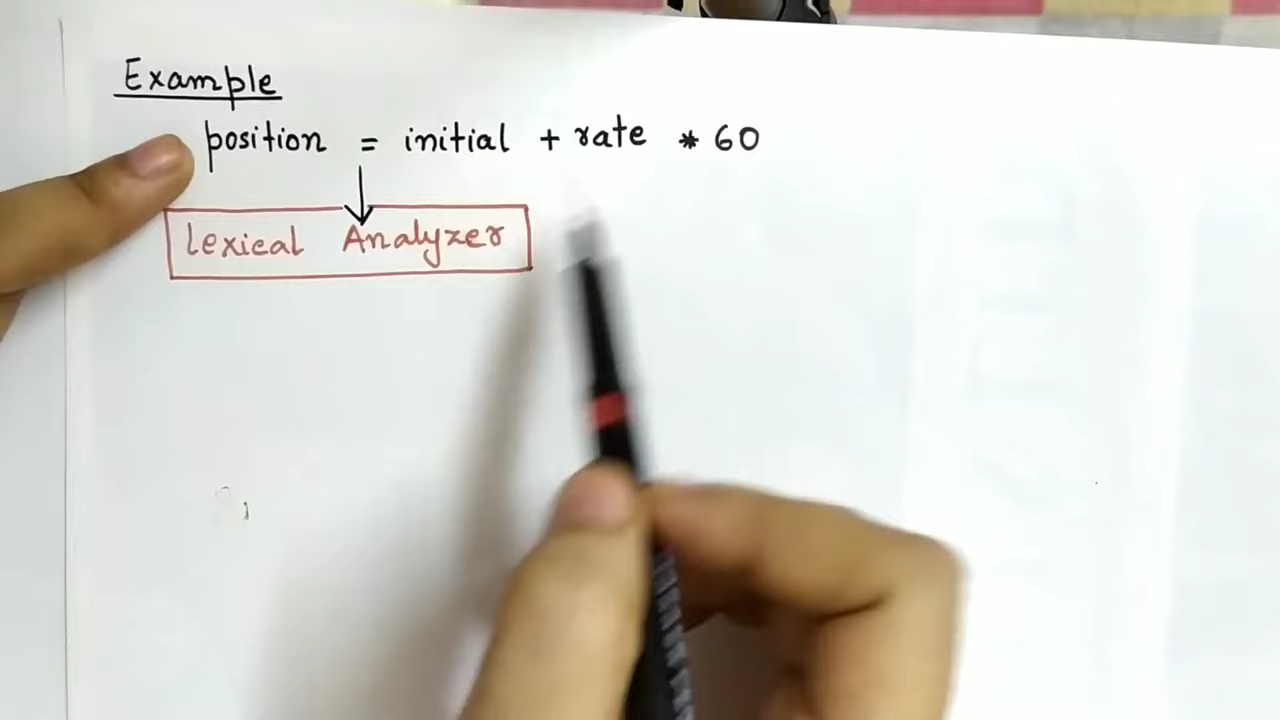 Example
position = initial + rate * 60
Lexical Analyzer